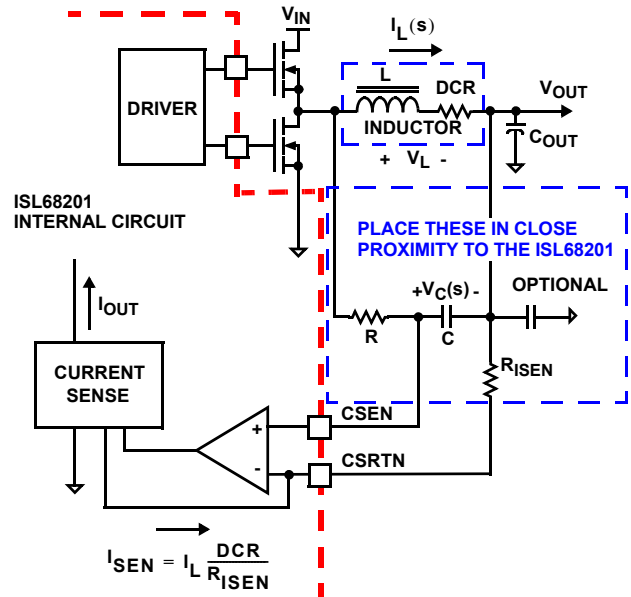 V_IN
I_L(s)
L
DCR
V_OUT
DRIVER
INDUCTOR
C_OUT
+ V_L -
ISL68201
INTERNAL CIRCUIT
PLACE THESE IN CLOSE
PROXIMITY TO THE ISL68201
I_OUT
+V_C(s)-
OPTIONAL
R
C
R_ISEN
CURRENT
SENSE
CSEN
+
-
CSRTN
I_SEN = I_L DCR/R_ISEN